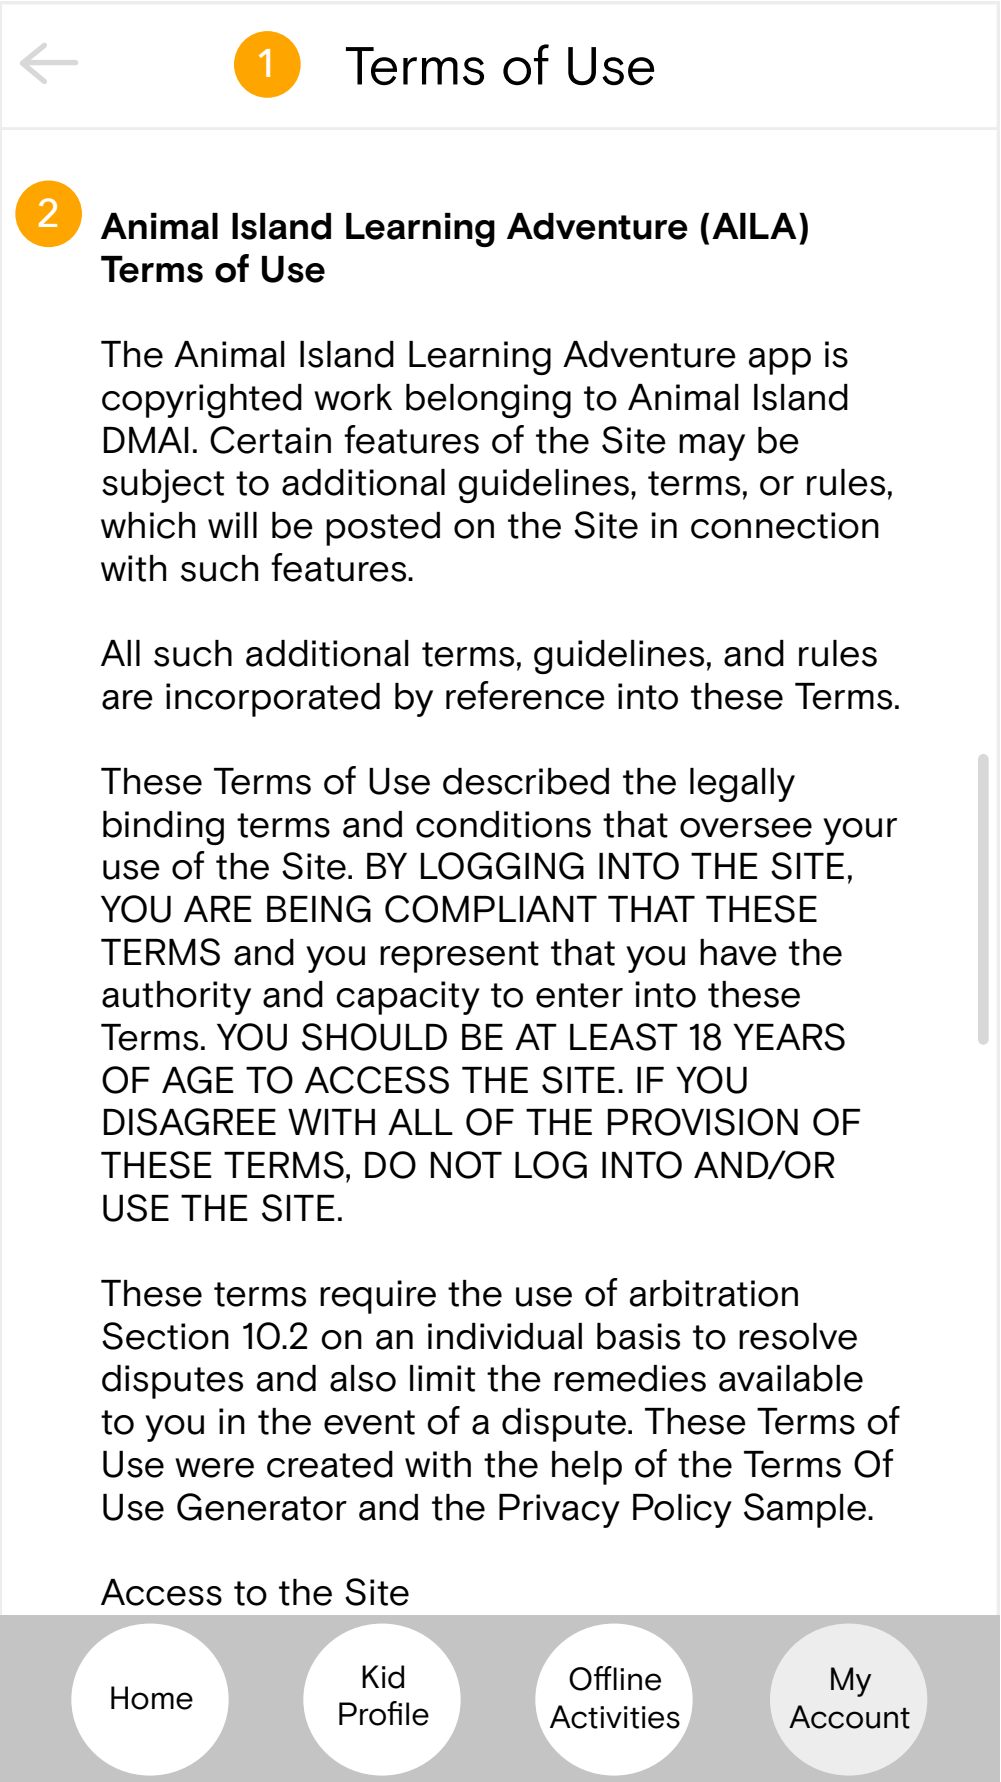 1 Terms of Use
2
Animal Island Learning Adventure (AILA)
Terms of Use
The Animal Island Learning Adventure app is
copyrighted work belonging to Animal Island
DMAI. Certain features of the Site may be
subject to additional guidelines, terms, or rules,
which will be posted on the Site in connection
with such features.
All such additional terms, guidelines, and rules
are incorporated by reference into these Terms.
These Terms of Use described the legally
binding terms and conditions that oversee your
use of the Site. BY LOGGING INTO THE SITE,
YOU ARE BEING COMPLIANT THAT THESE
TERMS and you represent that you have the
authority and capacity to enter into these
Terms. YOU SHOULD BE AT LEAST 18 YEARS
OF AGE TO ACCESS THE SITE. IF YOU
DISAGREE WITH ALL OF THE PROVISION OF
THESE TERMS, DO NOT LOG INTO AND/OR
USE THE SITE.
These terms require the use of arbitration
Section 10.2 on an individual basis to resolve
disputes and also limit the remedies available
to you in the event of a dispute. These Terms of
Use were created with the help of the Terms Of
Use Generator and the Privacy Policy Sample.
Access to the Site
Home
Kid
Profile
Offline
Activities
My
Account